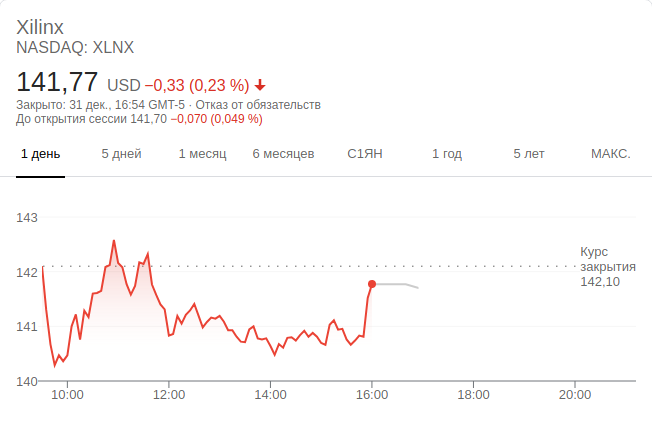 Xilinx
NASDAQ: XLNX
141,77 USD −0,33 (0,23 %)
Закрыто: 31 дек., 16:54 GMT-5 · Отказ от обязательств
До открытия сессии 141,70 −0,070 (0,049 %)
1 день 5 дней 1 месяц 6 месяцев С1ЯН 1 год 5 лет МАКС.
143
142
141
140
Курс
закрытия
142,10
10:00 12:00 14:00 16:00 18:00 20:00